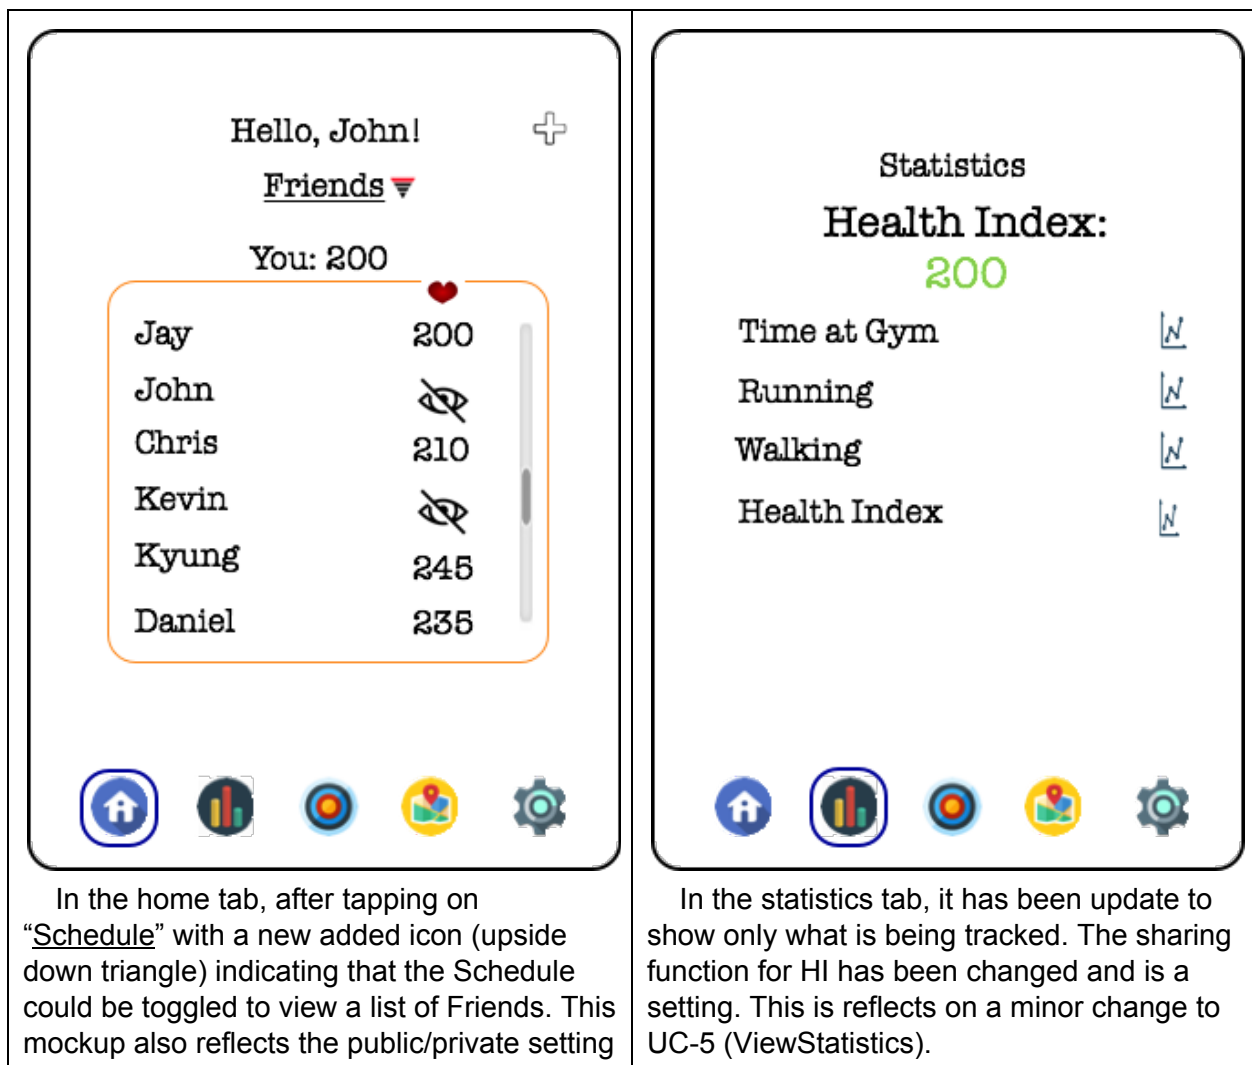 Hello, John!
Friends
You: 200
Jay 200
John
Chris 210
Kevin
Kyung 245
Daniel 235
In the home tab, after tapping on
“Schedule” with a new added icon (upside
down triangle) indicating that the Schedule
could be toggled to view a list of Friends. This
mockup also reflects the public/private setting
Statistics
Health Index:
200
Time at Gym
Running
Walking
Health Index
In the statistics tab, it has been update to
show only what is being tracked. The sharing
function for HI has been changed and is a
setting. This is reflects on a minor change to
UC-5 (ViewStatistics).